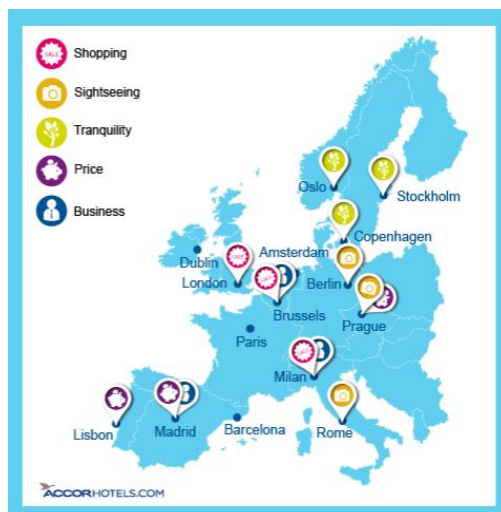 Shopping
Sightseeing
Tranquility
Price
Business
Oslo
Stockholm
Copenhagen
Dublin
Amsterdam
London
Berlin
Brussels
Prague
Paris
Milan
Lisbon
Madrid
Barcelona
Rome
ACCORHOTELS.COM